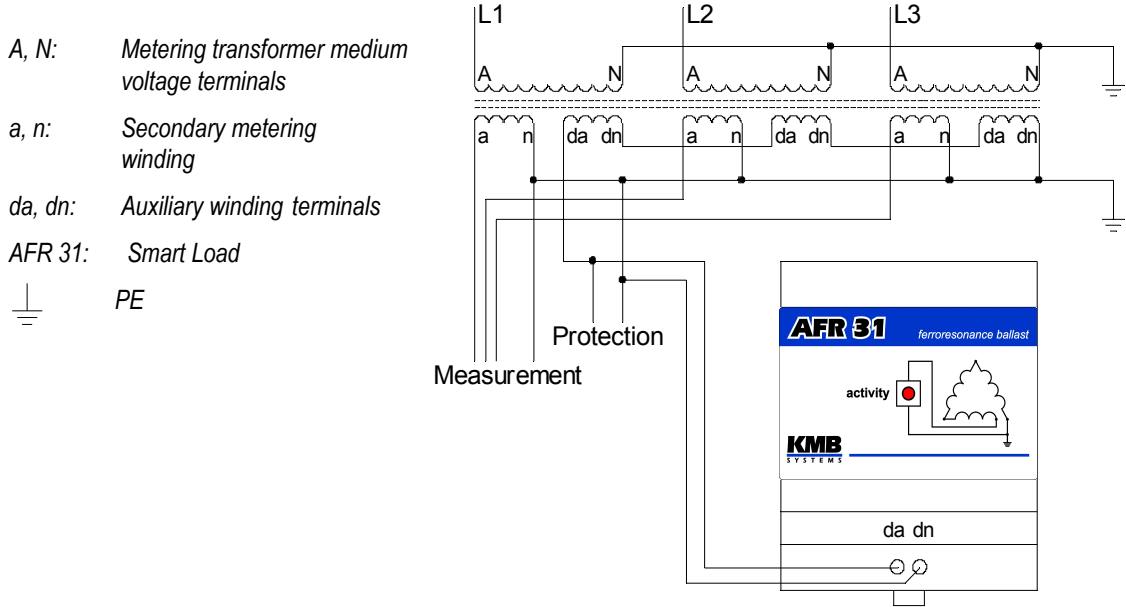 A, N: Metering transformer medium
voltage terminals
a, n: Secondary metering
winding
da, dn: Auxiliary winding terminals
AFR 31: Smart Load
PE
L1 L2 L3
A N A N A N
a n da dn a n da dn a n da dn
Protection
Measurement
AFR 31 ferroresonance ballast
activity
KMB
SYSTEMS
da dn